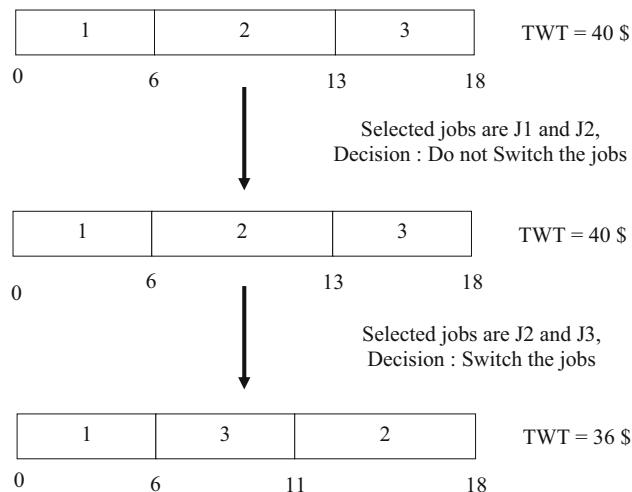 1 2 3 TWT = 40 $
0 6 13 18
Selected jobs are J1 and J2,
Decision : Do not Switch the jobs
1 2 3 TWT = 40 $
0 6 13 18
Selected jobs are J2 and J3,
Decision : Switch the jobs
1 3 2 TWT = 36 $
0 6 11 18